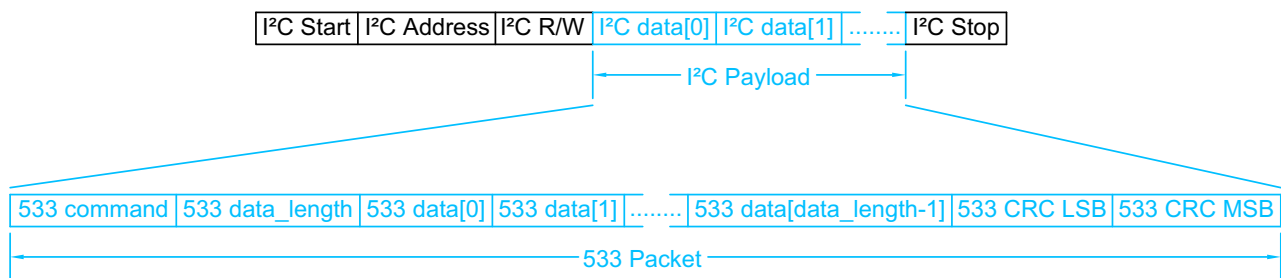 I²C Start I²C Address I²C R/W I²C data[0] I²C data[1] ........ I²C Stop
I²C Payload
533 command 533 data_length 533 data[0] 533 data[1] ........ 533 data[data_length-1] 533 CRC LSB 533 CRC MSB
533 Packet